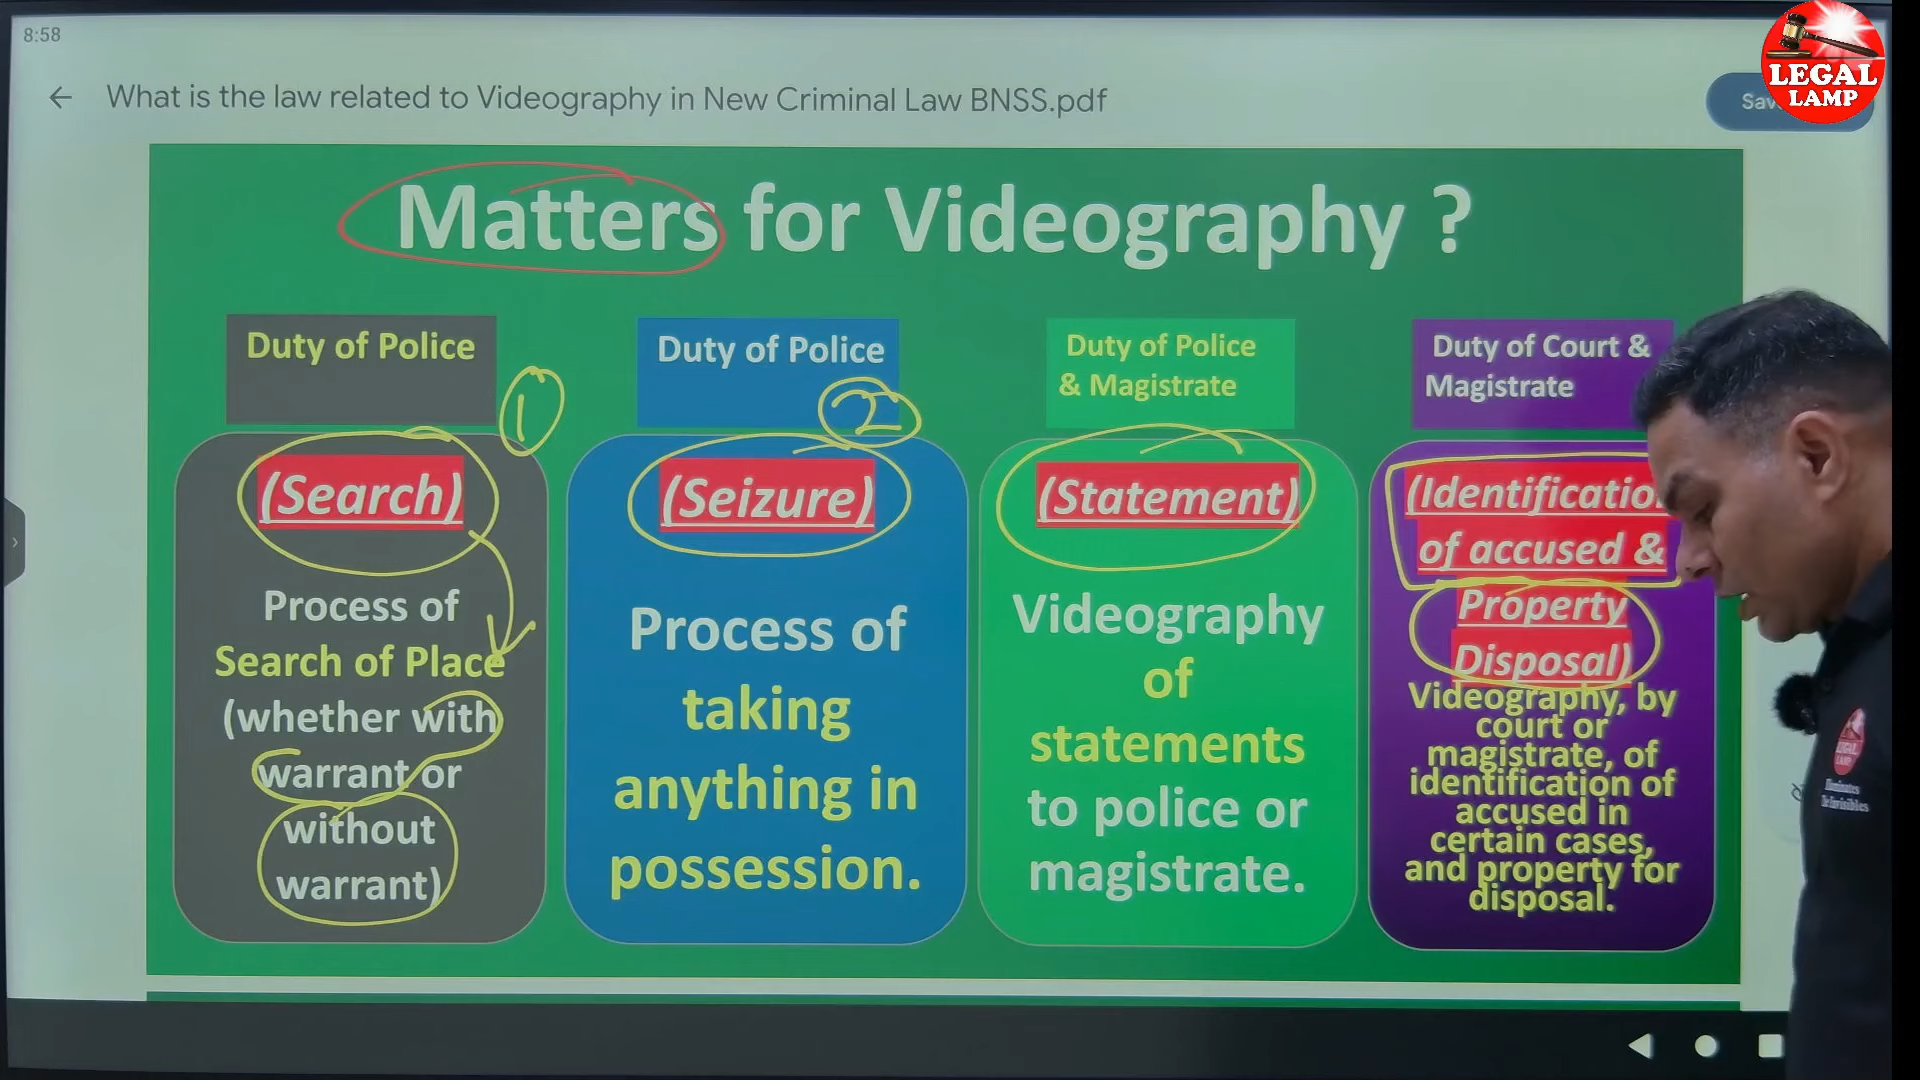 8:58
What is the law related to Videography in New Criminal Law BNSS.pdf
LEGAL
LAMP
Matters for Videography ?
Duty of Police
1
(Search)
Process of
Search of Place
(whether with
warrant or
without
warrant)
Duty of Police
2
(Seizure)
Process of
taking
anything in
possession.
Duty of Police
& Magistrate
(Statement)
Videography
of
statements
to police or
magistrate.
Duty of Court &
Magistrate
(Identificatio
of accused &
Property
Disposal)
Videography, by
court or
magistrate, of
identification of
accused in
certain cases,
and property for
disposal.
LEGAL
LAMP